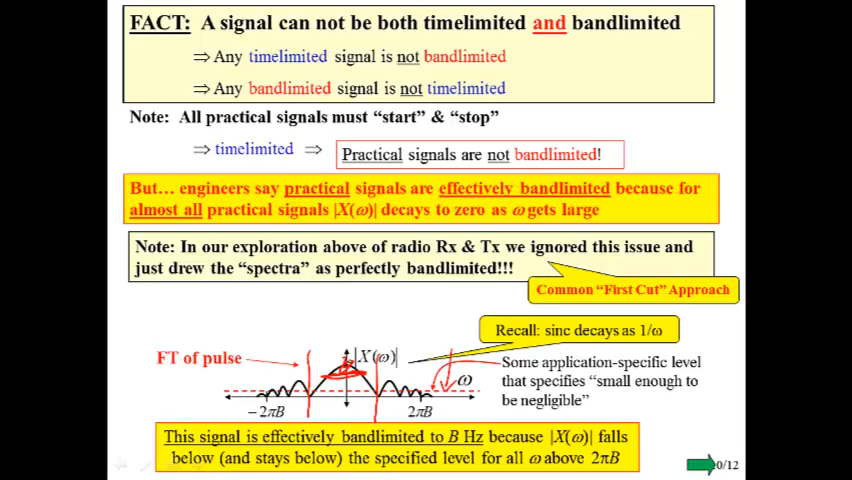 FACT: A signal can not be both timelimited and bandlimited
⇒ Any timelimited signal is not bandlimited
⇒ Any bandlimited signal is not timelimited
Note: All practical signals must “start” & “stop”
⇒ timelimited ⇒ Practical signals are not bandlimited!
But… engineers say practical signals are effectively bandlimited because for
almost all practical signals |X(ω)| decays to zero as ω gets large
Note: In our exploration above of radio Rx & Tx we ignored this issue and
just drew the “spectra” as perfectly bandlimited!!!
Common “First Cut” Approach
Recall: sinc decays as 1/ω
FT of pulse
|X(ω)|
Some application-specific level
that specifies “small enough to
be negligible”
ω
−2πB
2πB
This signal is effectively bandlimited to B Hz because |X(ω)| falls
below (and stays below) the specified level for all ω above 2πB
0/12